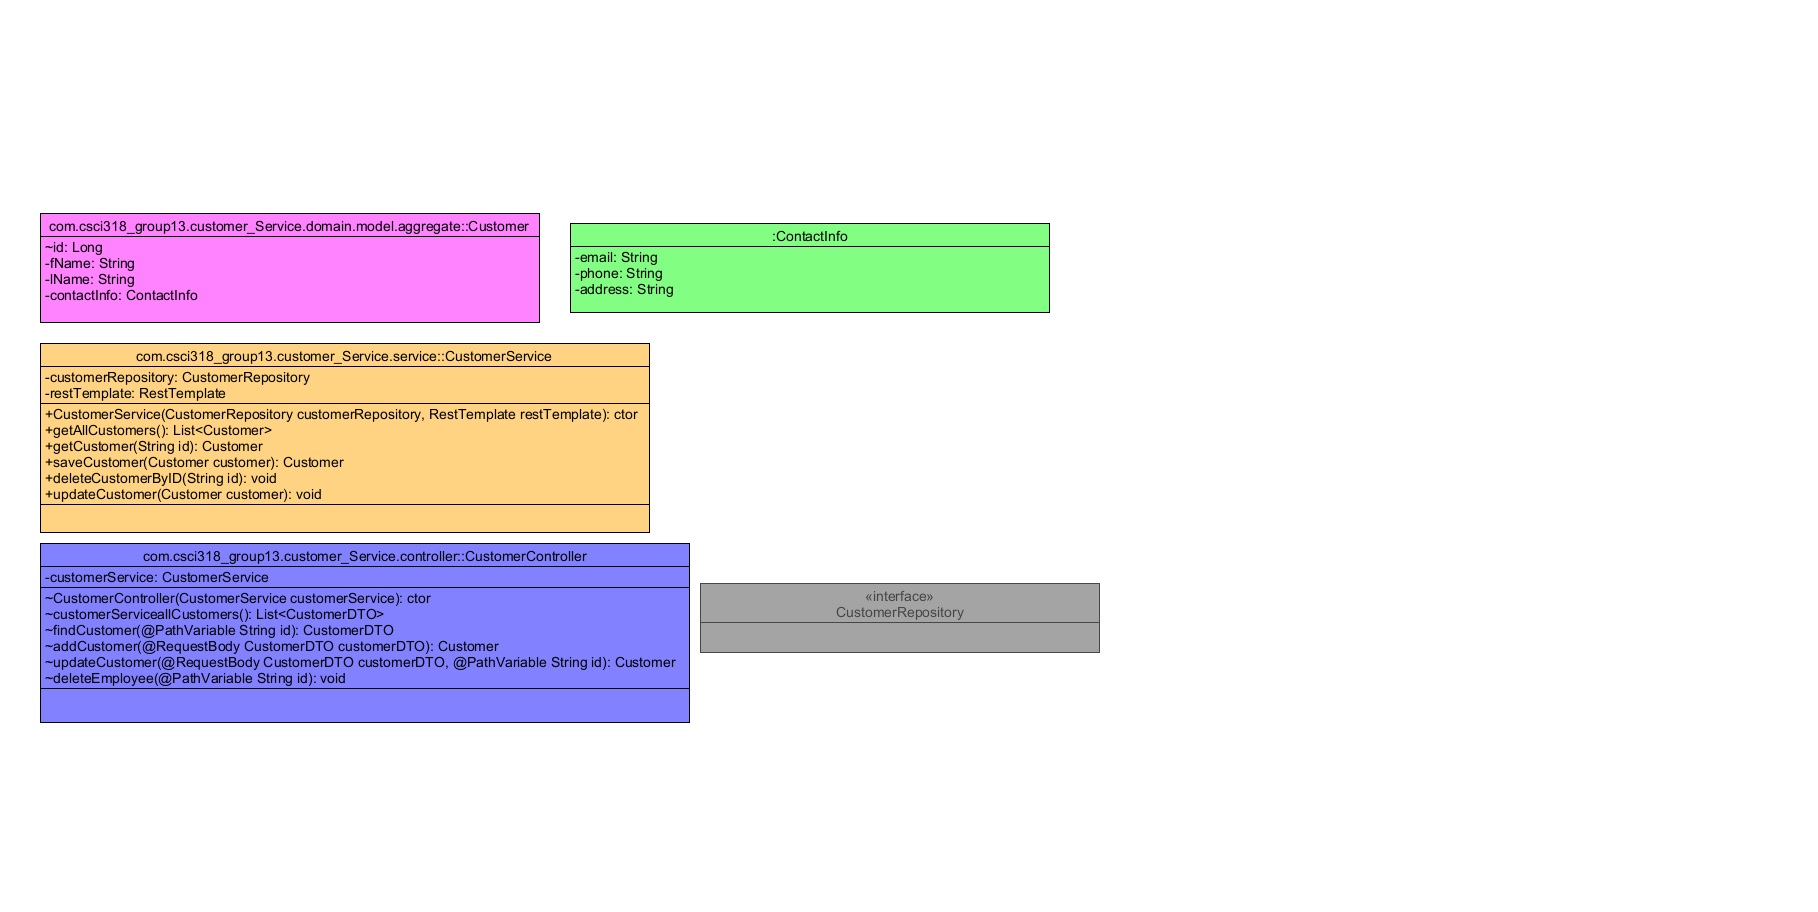 com.csci318_group13.customer_Service.domain.model.aggregate::Customer
~id: Long
-fName: String
-lName: String
-contactInfo: ContactInfo
:ContactInfo
-email: String
-phone: String
-address: String
com.csci318_group13.customer_Service.service::CustomerService
-customerRepository: CustomerRepository
-restTemplate: RestTemplate
+CustomerService(CustomerRepository customerRepository, RestTemplate restTemplate): ctor
+getAllCustomers(): List<Customer>
+getCustomer(String id): Customer
+saveCustomer(Customer customer): Customer
+deleteCustomerByID(String id): void
+updateCustomer(Customer customer): void
com.csci318_group13.customer_Service.controller::CustomerController
-customerService: CustomerService
~CustomerController(CustomerService customerService): ctor
~customerServiceallCustomers(): List<CustomerDTO>
~findCustomer(@PathVariable String id): CustomerDTO
~addCustomer(@RequestBody CustomerDTO customerDTO): Customer
~updateCustomer(@RequestBody CustomerDTO customerDTO, @PathVariable String id): Customer
~deleteEmployee(@PathVariable String id): void
«interface»
CustomerRepository